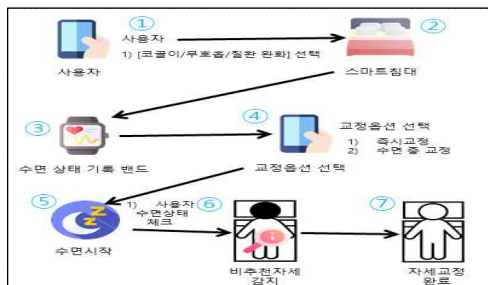 ①
사용자
1) [코골이/무호흡/질환 완화] 선택
②
사용자
스마트침대
③
④
교정옵션 선택
1) 즉시교정
2) 수면 중 교정
수면 상태 기록 밴드
교정옵션 선택
⑤
1) 사용자
수면상태
체크
⑥
⑦
수면시작
비추천자세
감지
자세교정
완료